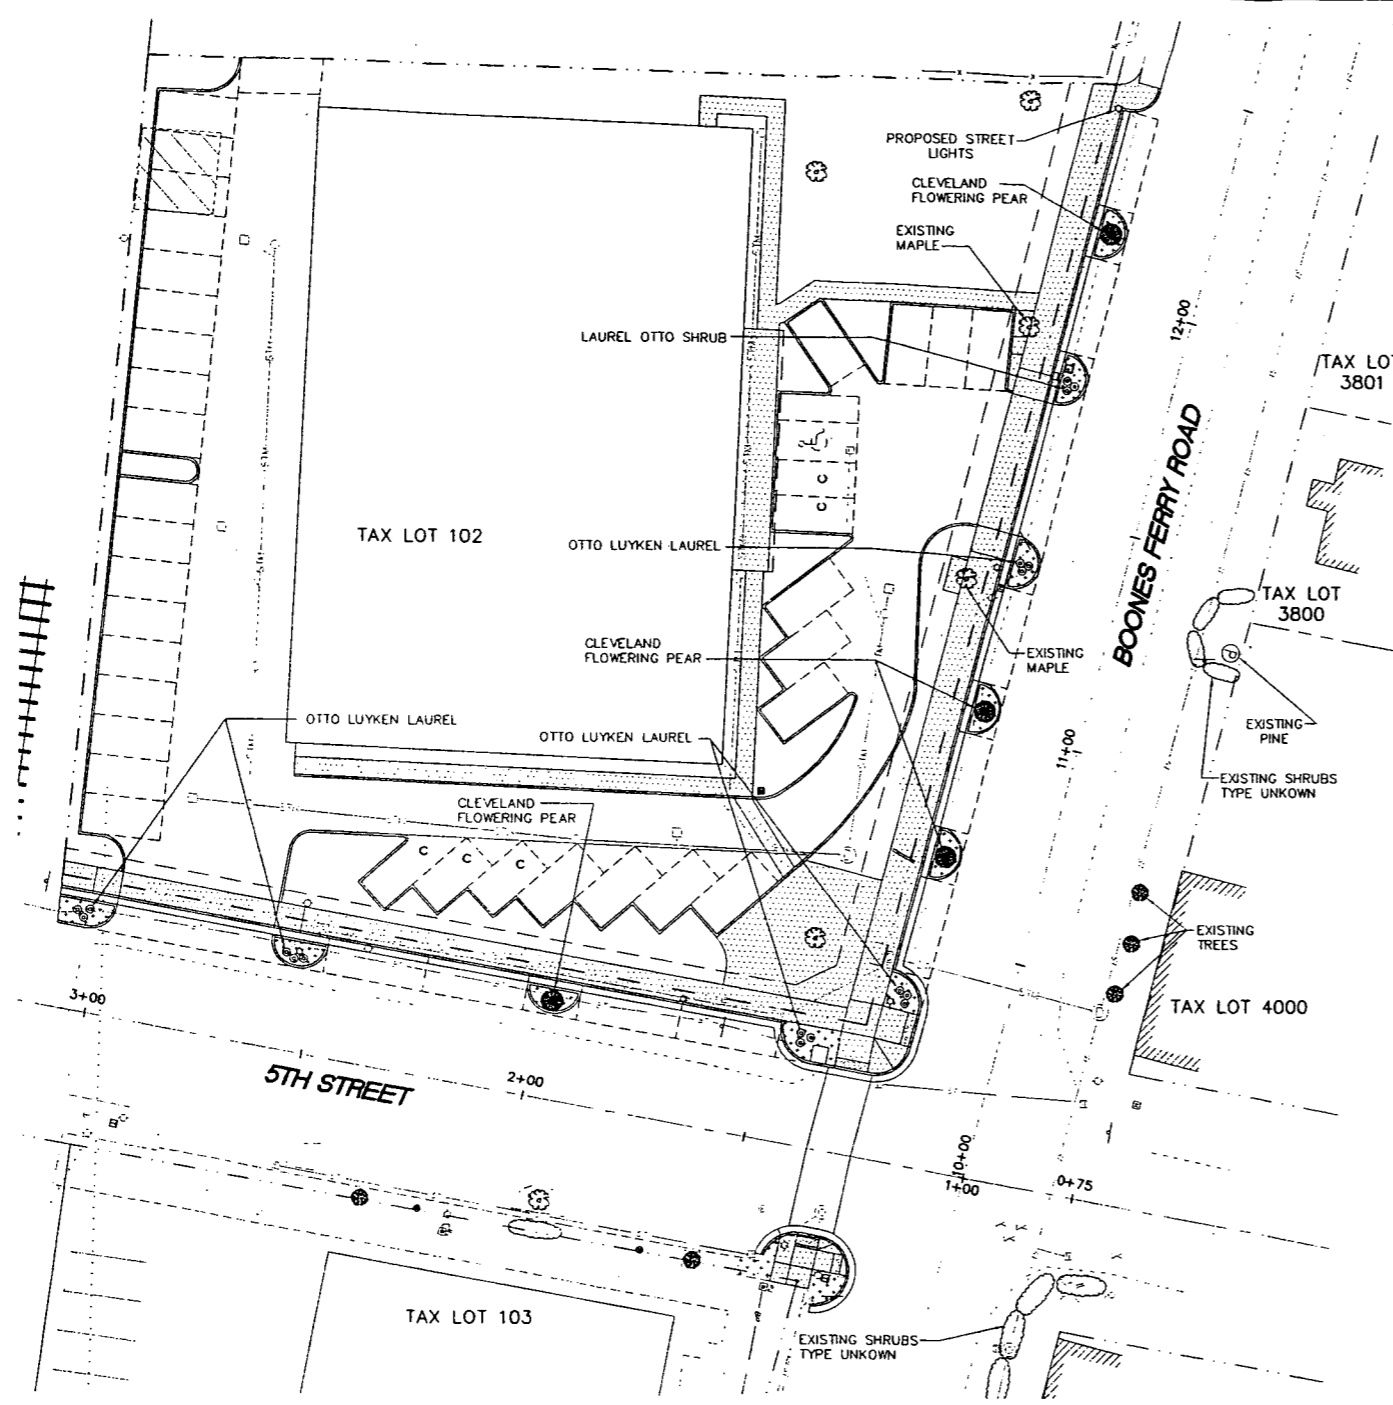 PROPOSED STREET
LIGHTS
CLEVELAND
FLOWERING PEAR
EXISTING
MAPLE
12+00
LAUREL OTTO SHRUB
TAX LOT
3801
BOONES FERRY ROAD
C
C
TAX LOT 102
OTTO LUYKEN LAUREL
TAX LOT
3800
CLEVELAND
FLOWERING PEAR
EXISTING
MAPLE
P
OTTO LUYKEN LAUREL
OTTO LUYKEN LAUREL
11+00
EXISTING
PINE
EXISTING SHRUBS
TYPE UNKOWN
CLEVELAND
FLOWERING PEAR
C
C
C
EXISTING
TREES
3+00
TAX LOT 4000
5TH STREET
2+00
10+00
1+00
0+75
TAX LOT 103
EXISTING SHRUBS
TYPE UNKOWN